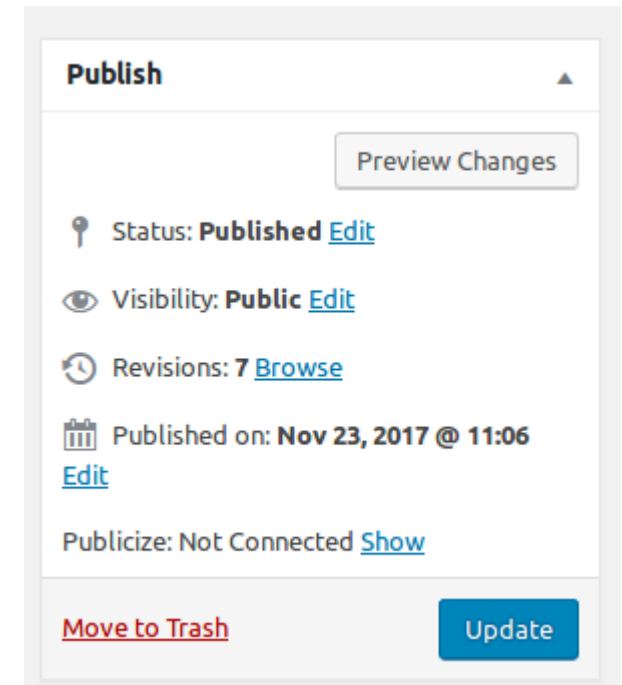 Publish
Preview Changes
Status: Published Edit
Visibility: Public Edit
Revisions: 7 Browse
Published on: Nov 23, 2017 @ 11:06
Edit
Publicize: Not Connected Show
Move to Trash
Update